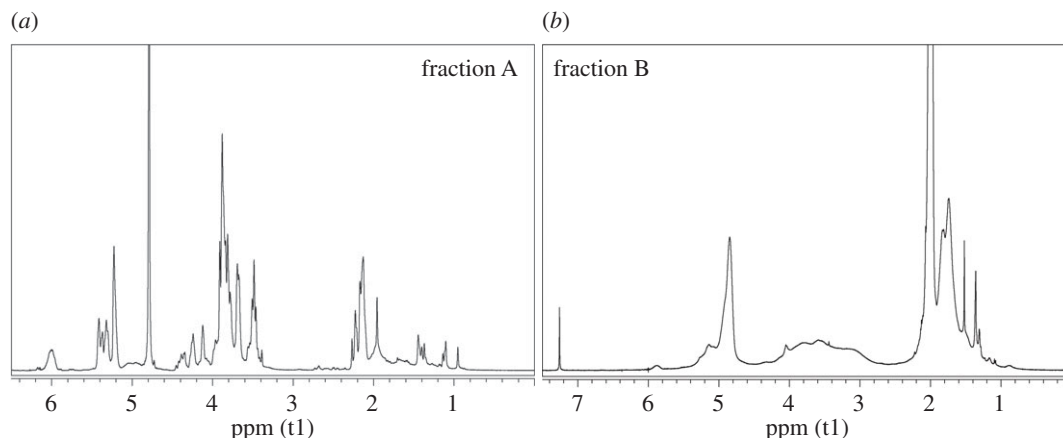 (a)
fraction A
6 5 4 3 2 1
ppm (t1)
(b)
fraction B
7 6 5 4 3 2 1
ppm (t1)